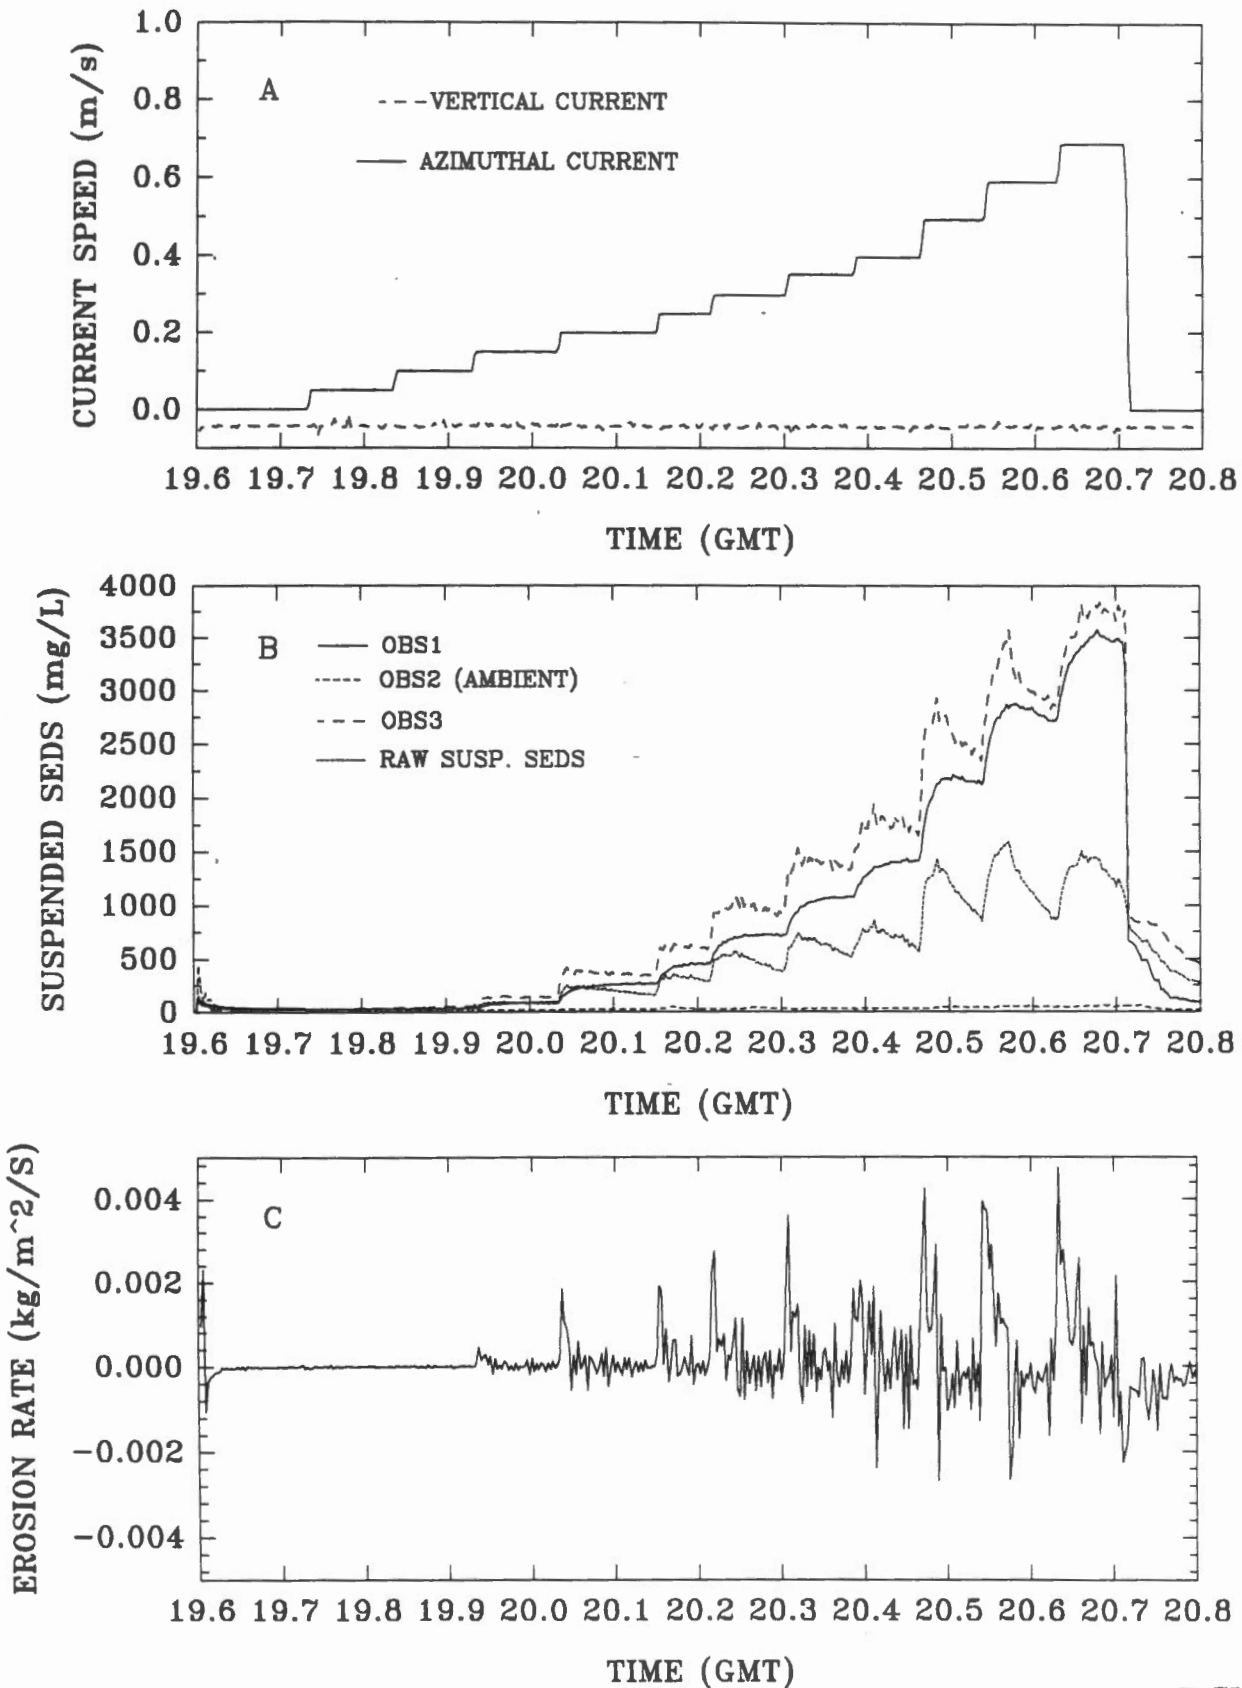 1.0
0.8
0.6
0.4
0.2
0.0
CURRENT SPEED (m/s)
A
---VERTICAL CURRENT
AZIMUTHAL CURRENT
19.6 19.7 19.8 19.9 20.0 20.1 20.2 20.3 20.4 20.5 20.6 20.7 20.8
TIME (GMT)
4000
3500
3000
2500
2000
1500
1000
500
0
SUSPENDED SEDS (mg/L)
B
OBS1
OBS2 (AMBIENT)
OBS3
RAW SUSP. SEDS
19.6 19.7 19.8 19.9 20.0 20.1 20.2 20.3 20.4 20.5 20.6 20.7 20.8
TIME (GMT)
0.004
0.002
0.000
-0.002
-0.004
EROSION RATE (kg/m^2/S)
C
19.6 19.7 19.8 19.9 20.0 20.1 20.2 20.3 20.4 20.5 20.6 20.7 20.8
TIME (GMT)